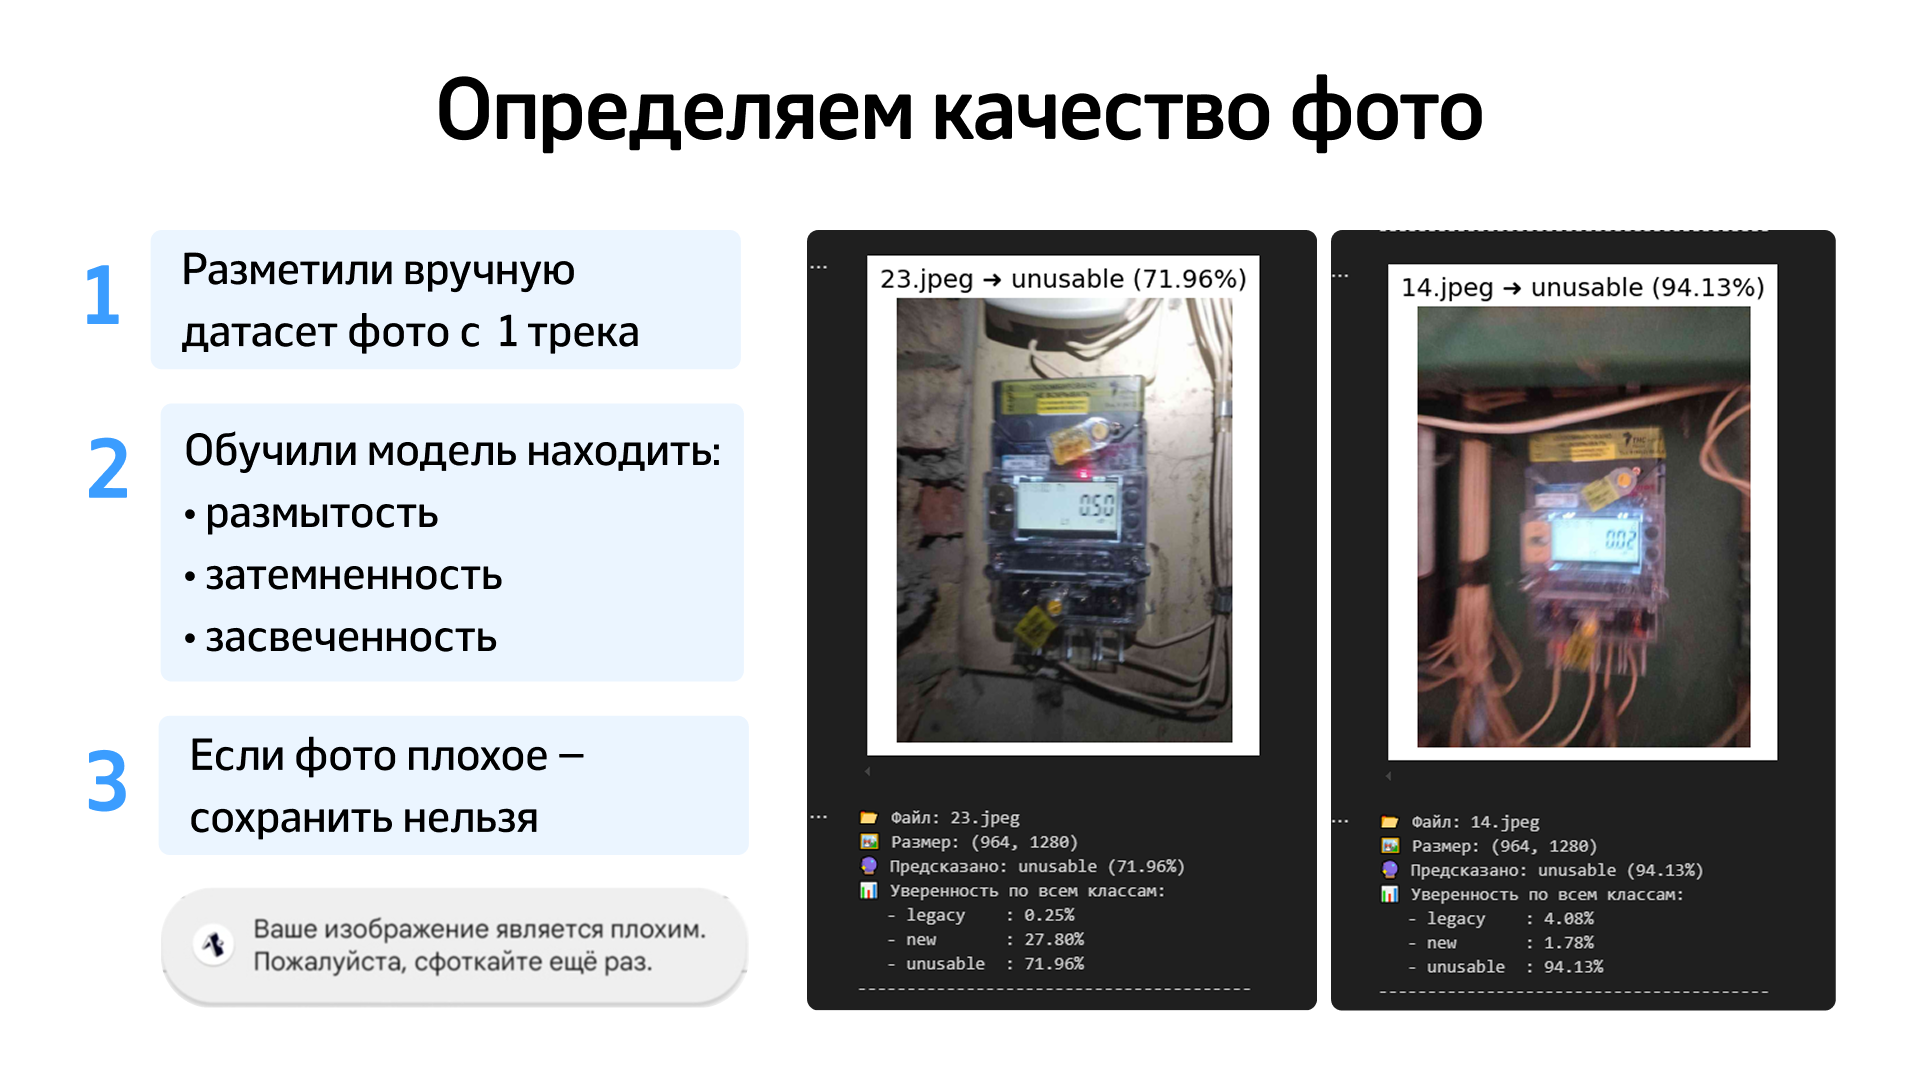 Определяем качество фото
1
Разметили вручную
датасет фото с 1 трека
2
Обучили модель находить:
• размытость
• затемненность
• засвеченность
3
Если фото плохое –
сохранить нельзя
Ваше изображение является плохим.
Пожалуйста, сфоткайте ещё раз.
...
23.jpeg → unusable (71.96%)
0.50
...
Файл: 23.jpeg
Размер: (964, 1280)
Предсказано: unusable (71.96%)
Уверенность по всем классам:
- legacy : 0.25%
- new : 27.80%
- unusable : 71.96%
----------------------------------------
...
14.jpeg → unusable (94.13%)
0.02
...
Файл: 14.jpeg
Размер: (964, 1280)
Предсказано: unusable (94.13%)
Уверенность по всем классам:
- legacy : 4.08%
- new : 1.78%
- unusable : 94.13%
----------------------------------------